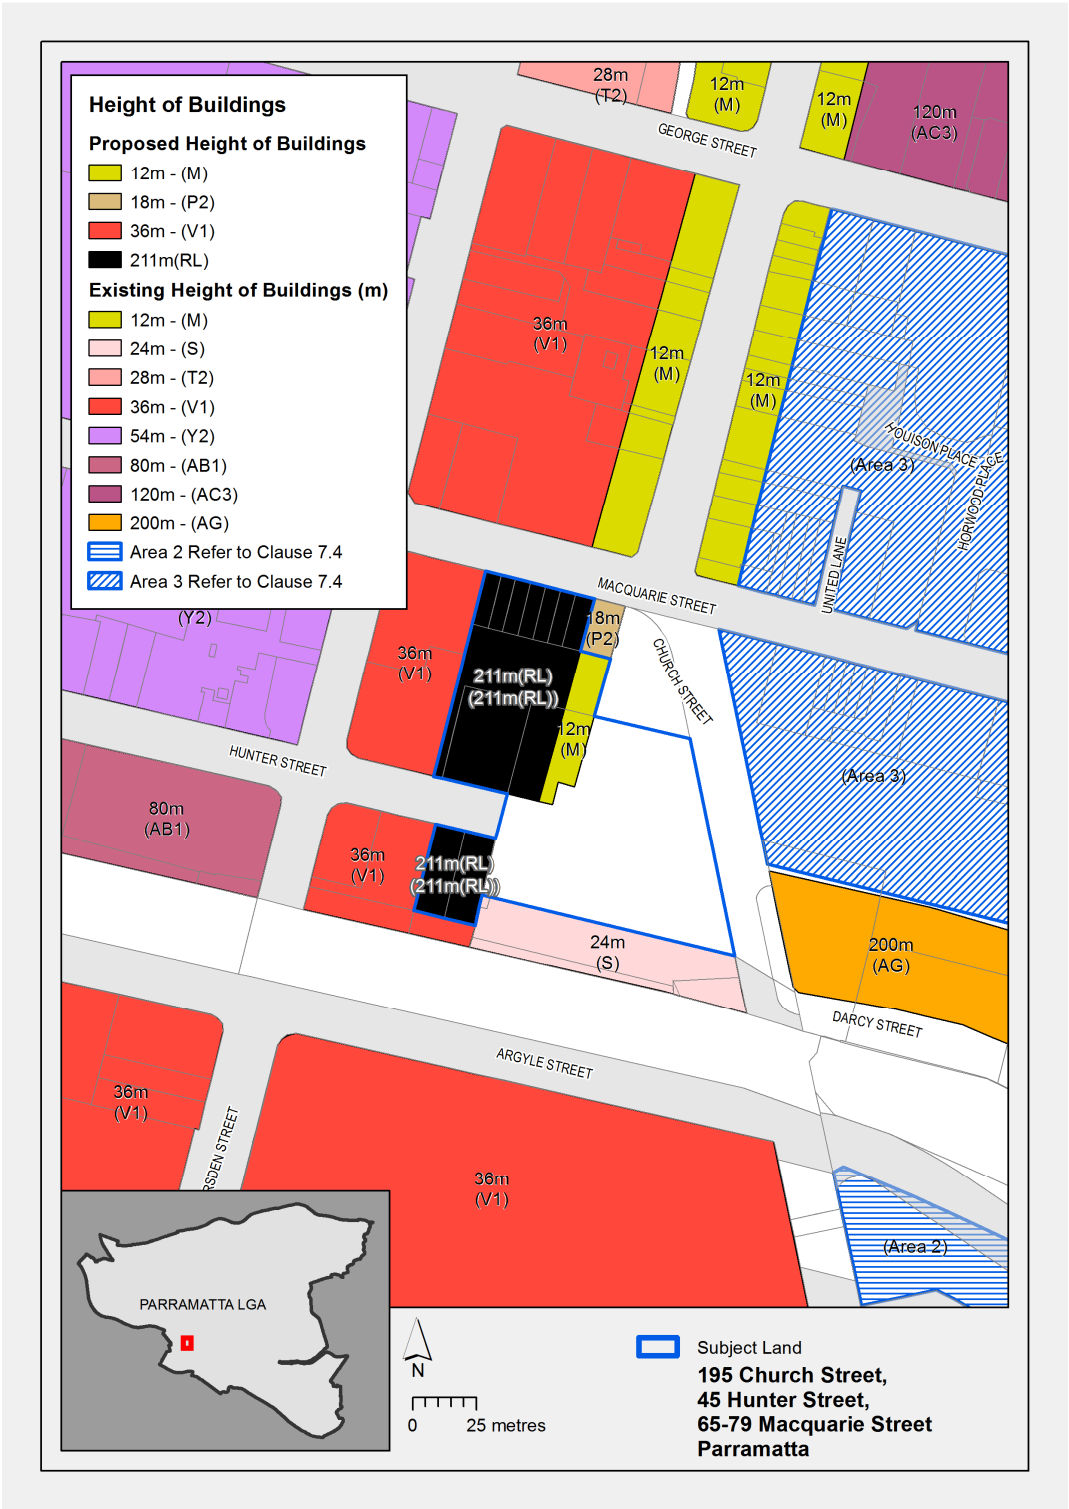 Height of Buildings
Proposed Height of Buildings
12m - (M)
18m - (P2)
36m - (V1)
211m(RL)
Existing Height of Buildings (m)
12m - (M)
24m - (S)
28m - (T2)
36m - (V1)
54m - (Y2)
80m - (AB1)
120m - (AC3)
200m - (AG)
Area 2 Refer to Clause 7.4
Area 3 Refer to Clause 7.4
28m
(T2)
12m
(M)
12m
(M)
120m
(AC3)
GEORGE STREET
36m
(V1)
12m
(M)
12m
(M)
HOUISON PLACE
(Area 3)
HORWOOD PLACE
UNITED LANE
MACQUARIE STREET
(Y2)
18m
(P2)
36m
(V1)
211m(RL)
(211m(RL))
CHURCH STREET
12m
(M)
HUNTER STREET
(Area 3)
80m
(AB1)
36m
(V1)
211m(RL)
(211m(RL))
24m
(S)
200m
(AG)
DARCY STREET
ARGYLE STREET
36m
(V1)
RSDEN STREET
36m
(V1)
(Area 2)
PARRAMATTA LGA
N
0 25 metres
Subject Land
195 Church Street,
45 Hunter Street,
65-79 Macquarie Street
Parramatta